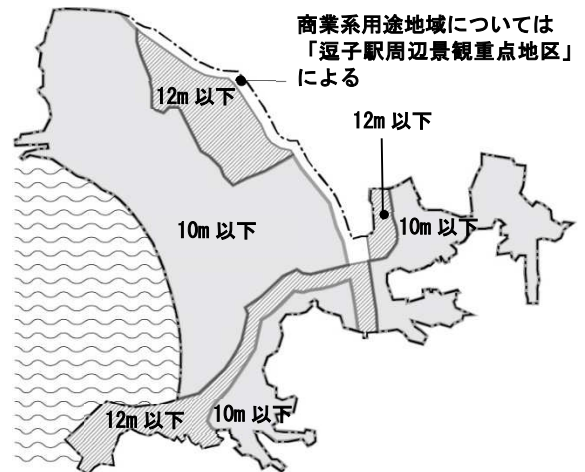 商業系用途地域については
「逗子駅周辺景観重点地区」
による
12m 以下
12m 以下
10m 以下
10m 以下
12m 以下
10m 以下